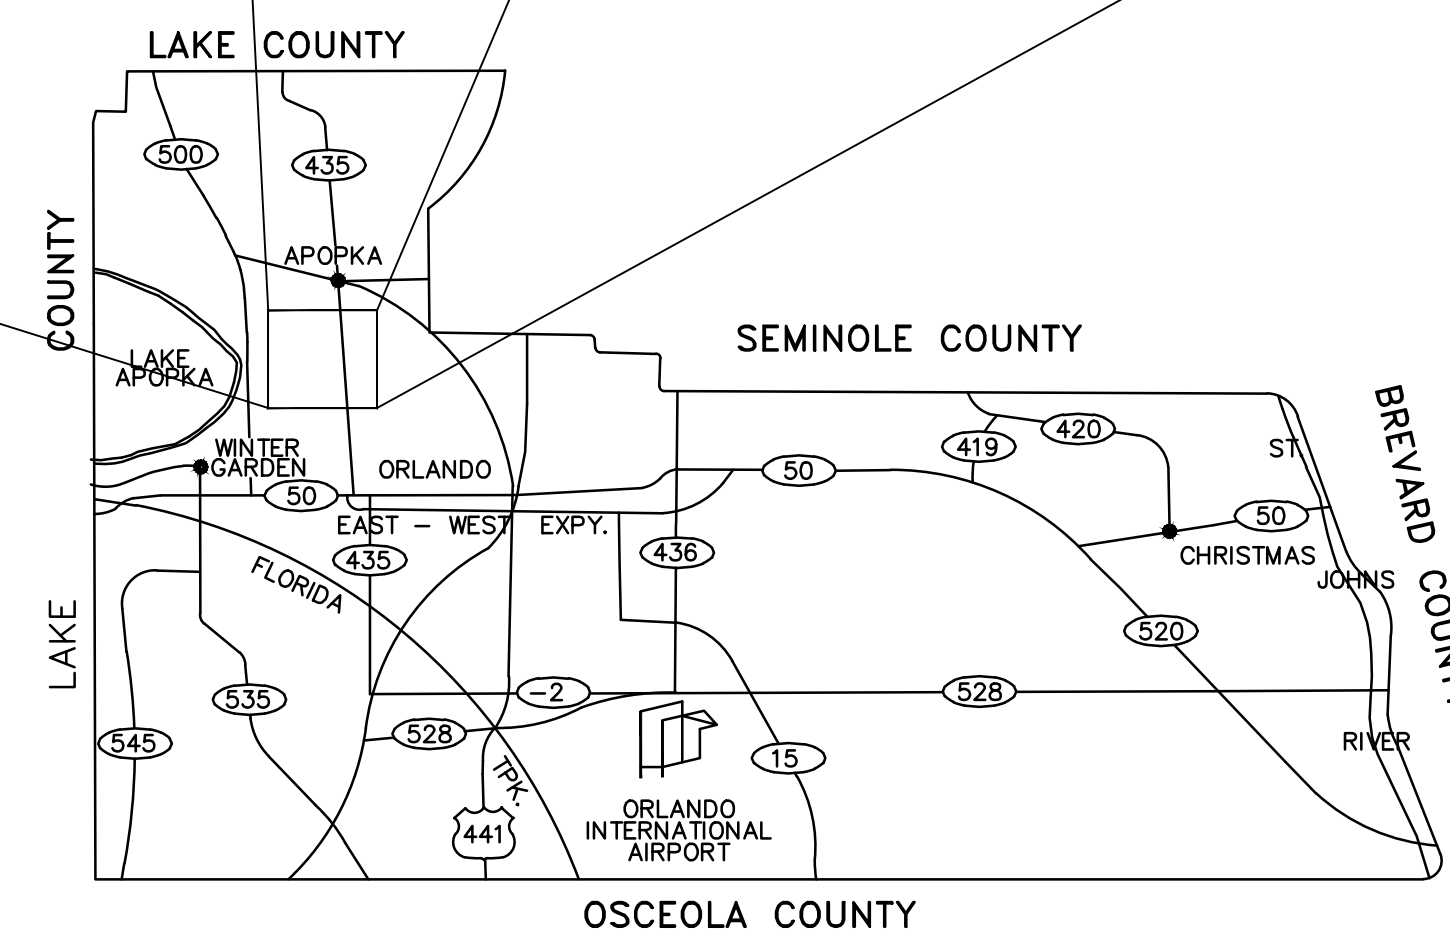 LAKE COUNTY
500
435
APOPKA
COUNTY
LAKE
LAKE
APOPKA
SEMINOLE COUNTY
BREVARD COUNTY
WINTER
GARDEN
ORLANDO
50
50
419
420
ST.
50
EAST - WEST EXPY.
435
436
CHRISTMAS
JOHNS
FLORIDA
520
535
-2
528
545
528
15
RIVER
TPK.
441
ORLANDO
INTERNATIONAL
AIRPORT
OSCEOLA COUNTY